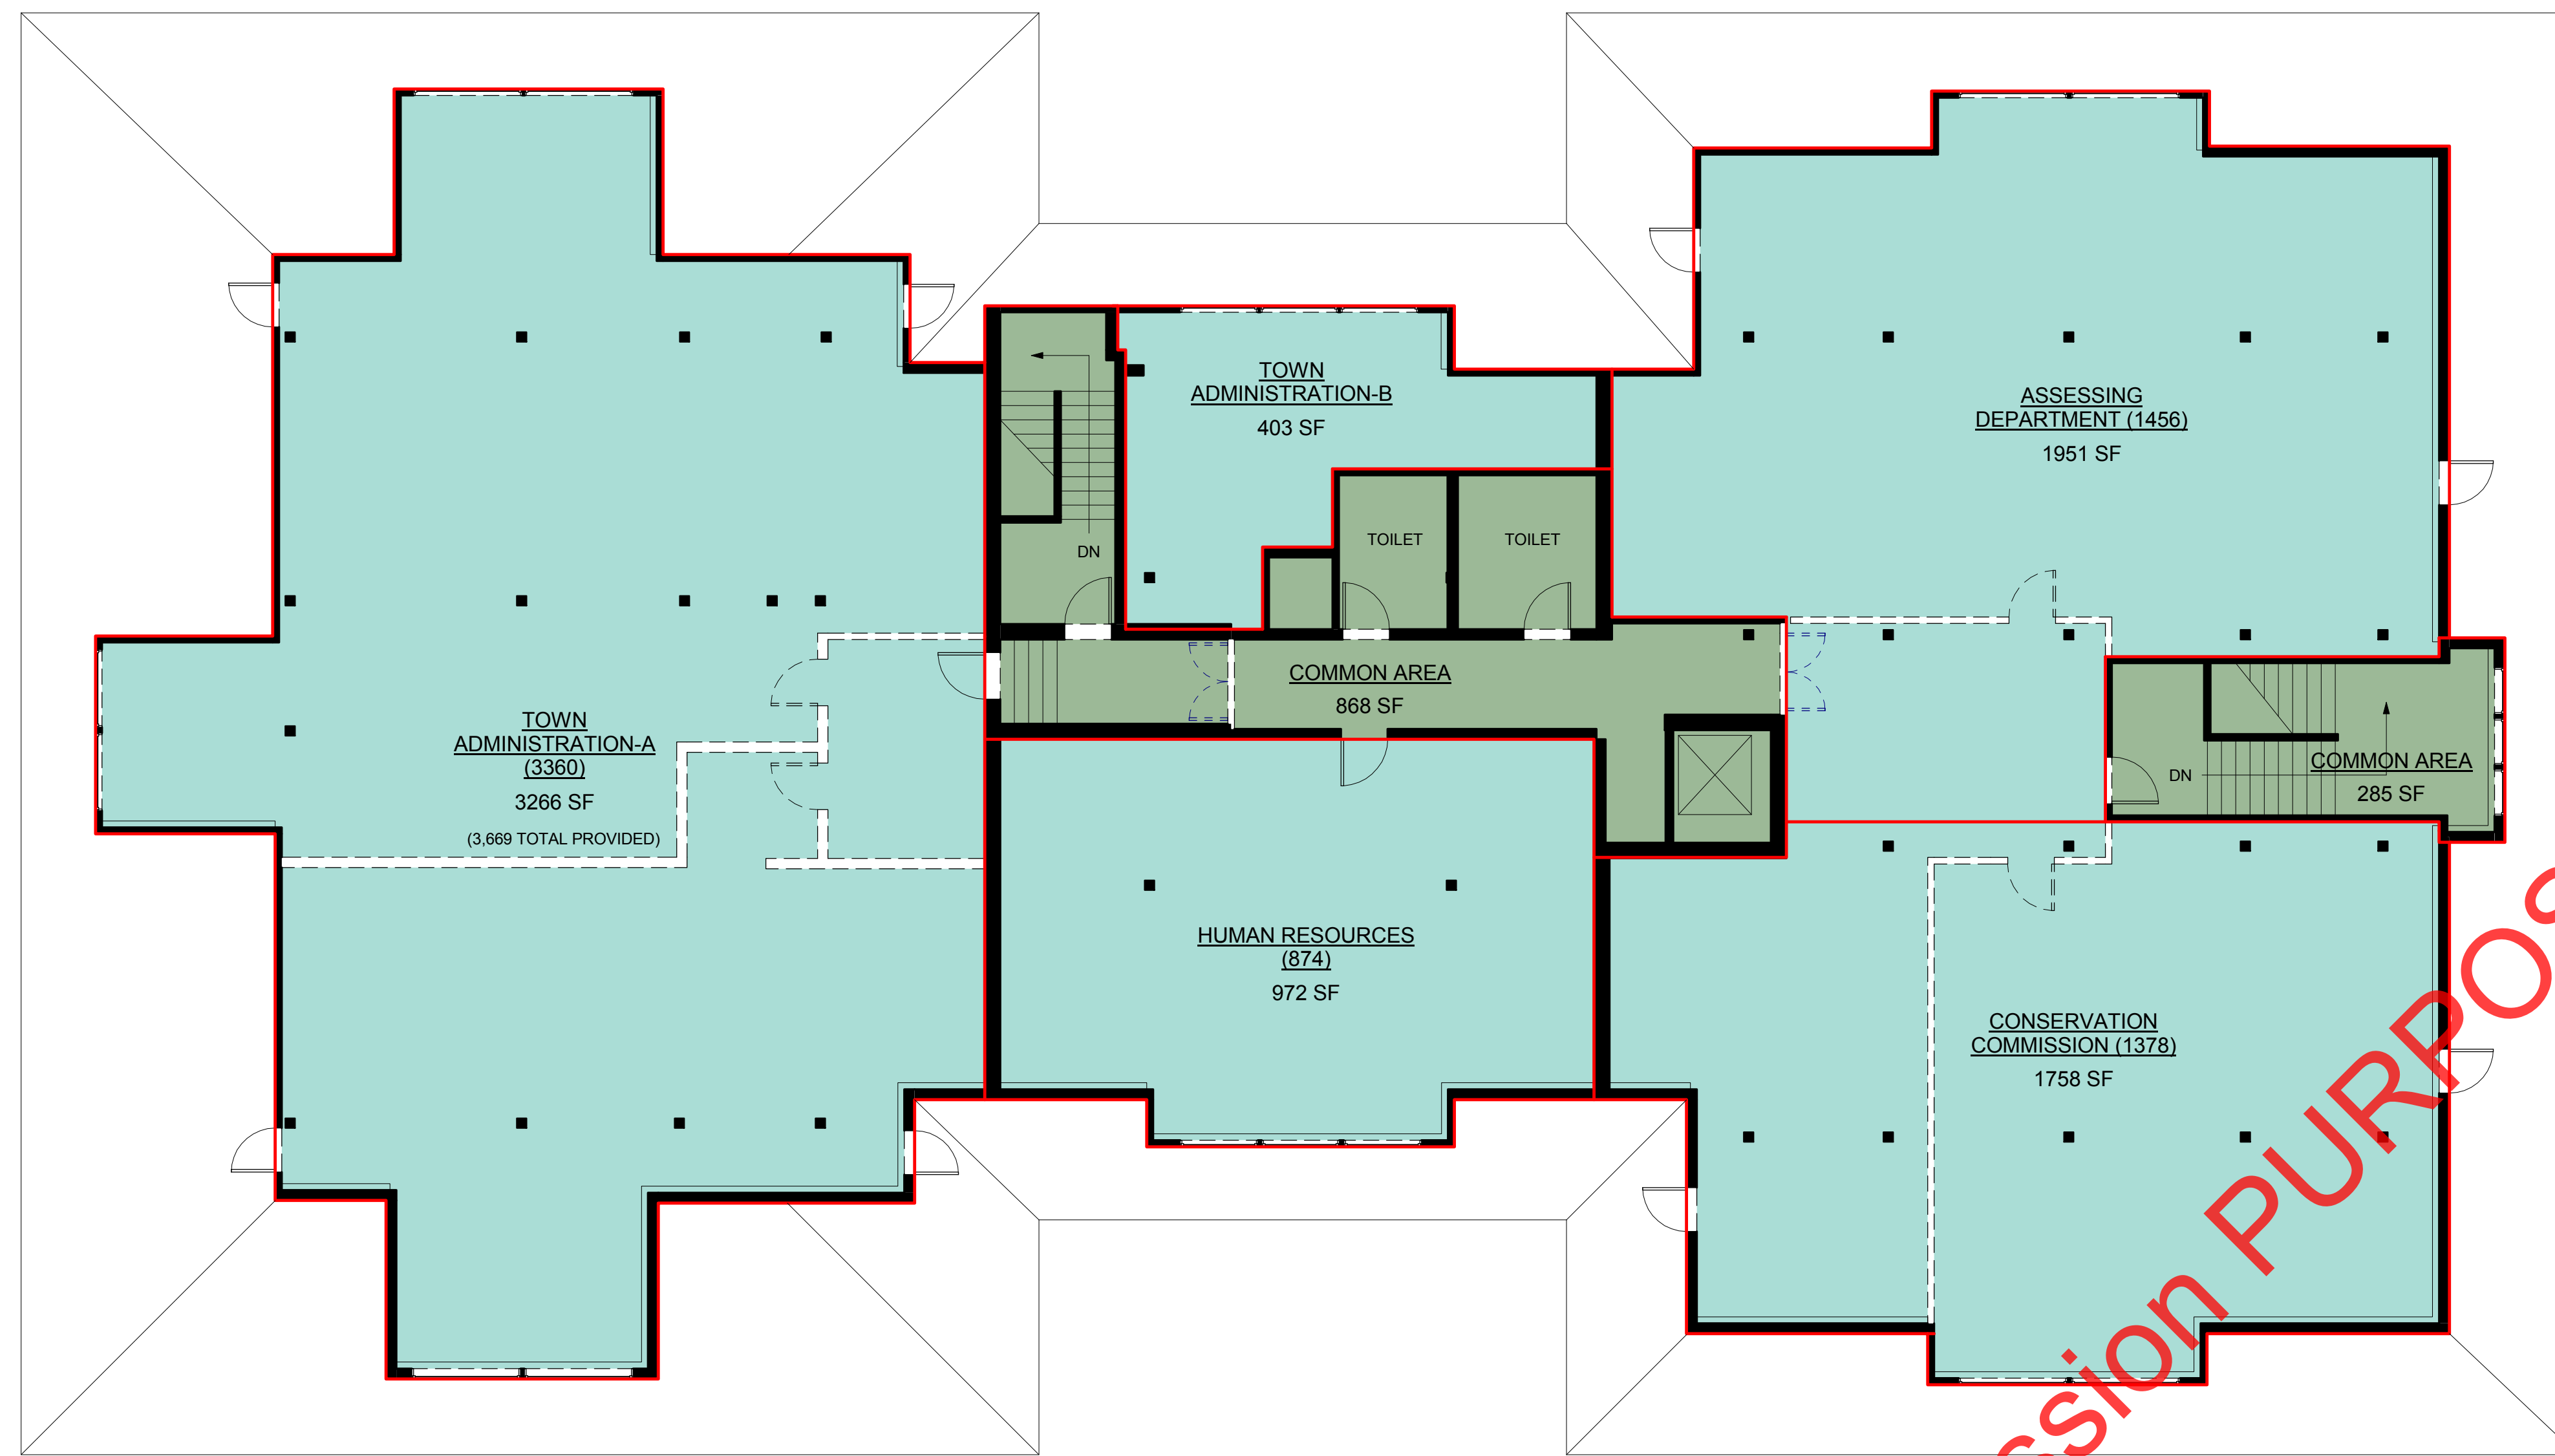 TOWN
ADMINISTRATION-A
(3360)
3266 SF
(3,669 TOTAL PROVIDED)
DN
TOWN
ADMINISTRATION-B
403 SF
TOILET
TOILET
COMMON AREA
868 SF
HUMAN RESOURCES
(874)
972 SF
ASSESSING
DEPARTMENT (1456)
1951 SF
DN
COMMON AREA
285 SF
CONSERVATION
COMMISSION (1378)
1758 SF